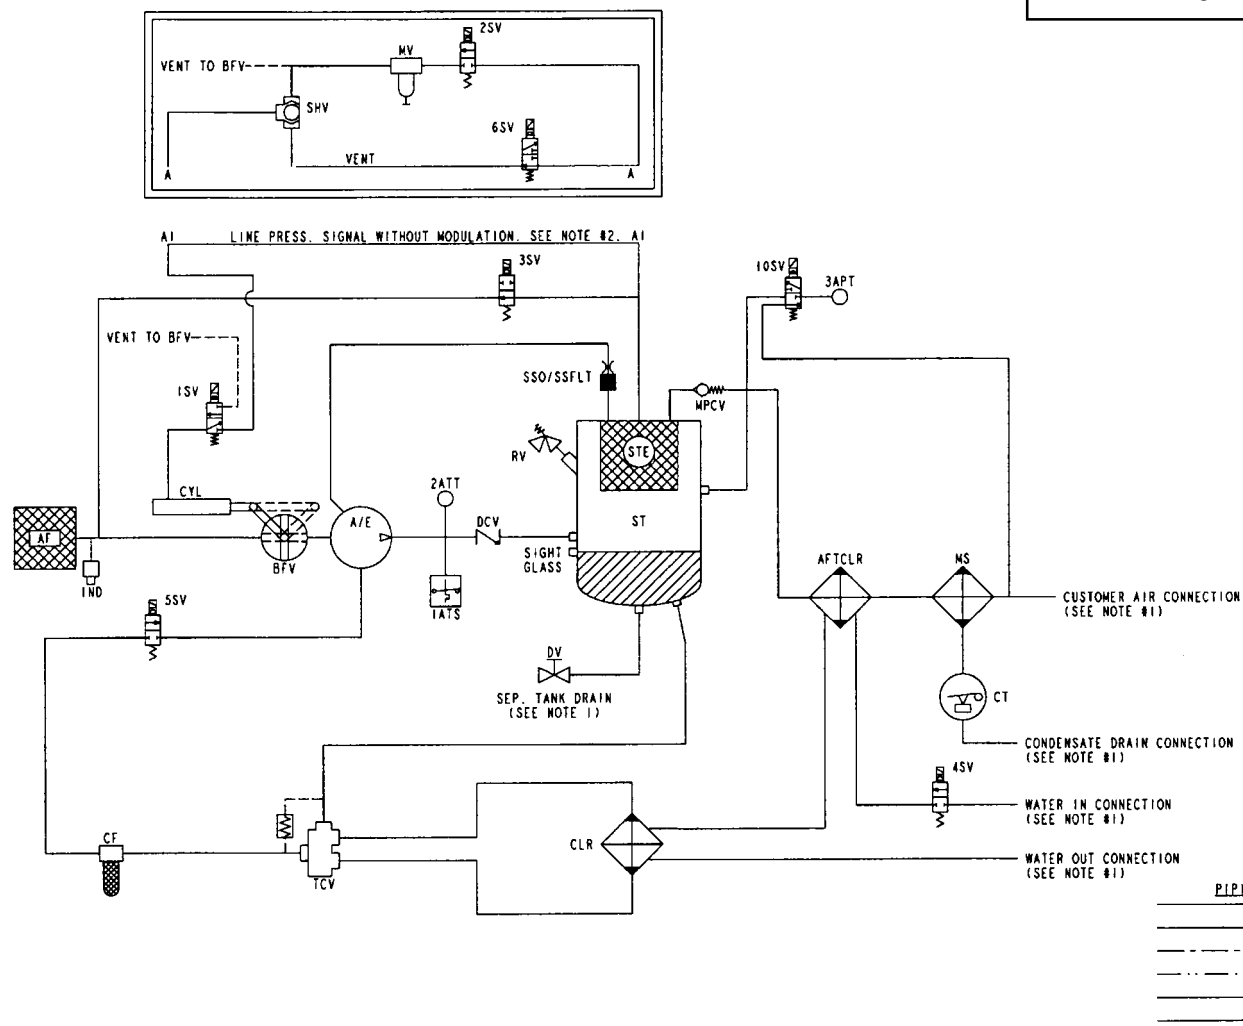 2SV
MV
VENT TO BFV
SHV
6SV
VENT
A
A
A1
LINE PRESS. SIGNAL WITHOUT MODULATION. SEE NOTE #2.
A1
3SV
10SV
3APT
VENT TO BFV
SSO/SSFLT
1SV
MPCV
RV
STE
CYL
2ATT
A/E
DCV
ST
AF
BFV
SIGHT
GLASS
AFTCLR
MS
IND
5SV
1ATS
CUSTOMER AIR CONNECTION
(SEE NOTE #1)
DV
SEP. TANK DRAIN
(SEE NOTE 1)
CT
CONDENSATE DRAIN CONNECTION
(SEE NOTE #1)
4SV
WATER IN CONNECTION
(SEE NOTE #1)
CF
CLR
TCV
WATER OUT CONNECTION
(SEE NOTE #1)